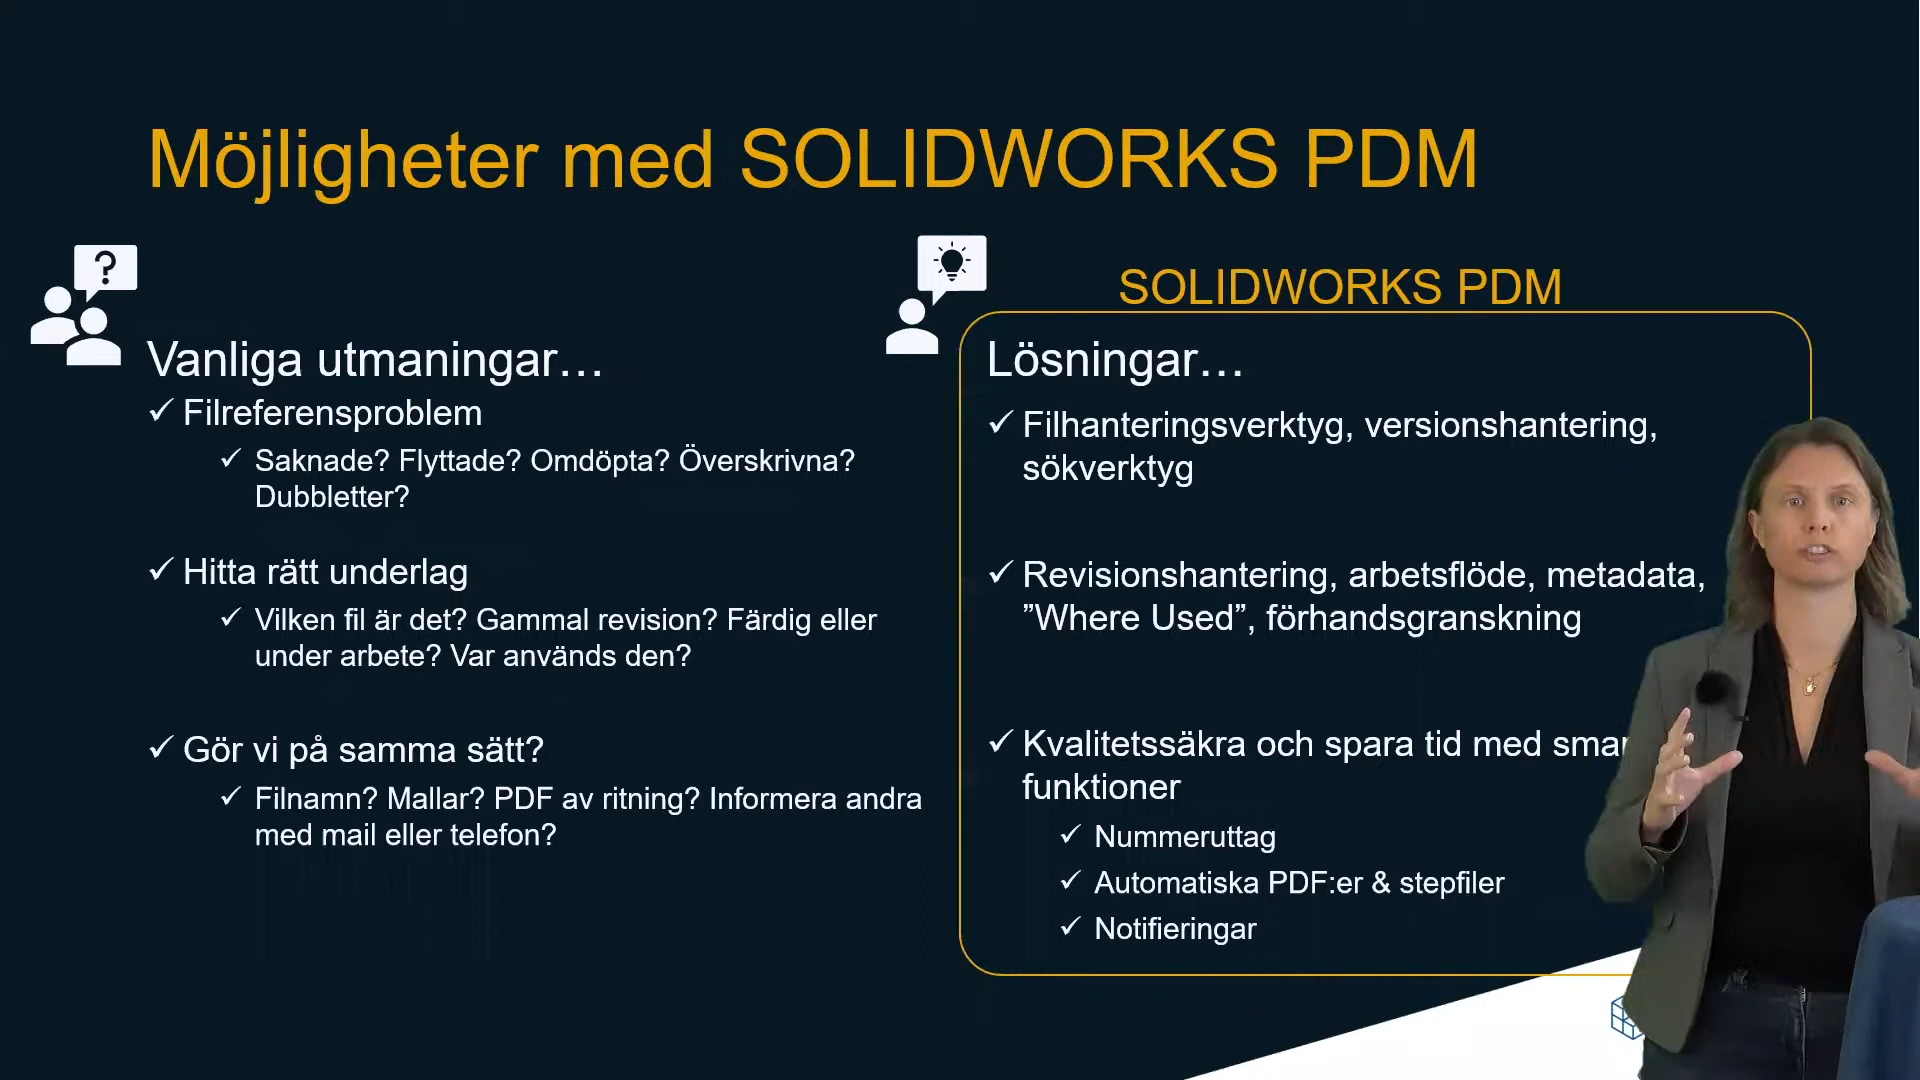 Möjligheter med SOLIDWORKS PDM
?
Vanliga utmaningar…
Filreferensproblem
Saknade? Flyttade? Omdöpta? Överskrivna?
Dubbletter?
Hitta rätt underlag
Vilken fil är det? Gammal revision? Färdig eller
under arbete? Var används den?
Gör vi på samma sätt?
Filnamn? Mallar? PDF av ritning? Informera andra
med mail eller telefon?
SOLIDWORKS PDM
Lösningar…
Filhanteringsverktyg, versionshantering,
sökverktyg
Revisionshantering, arbetsflöde, metadata,
”Where Used”, förhandsgranskning
Kvalitetssäkra och spara tid med
funktioner
Nummeruttag
Automatiska PDF:er & stepfiler
Notifieringar